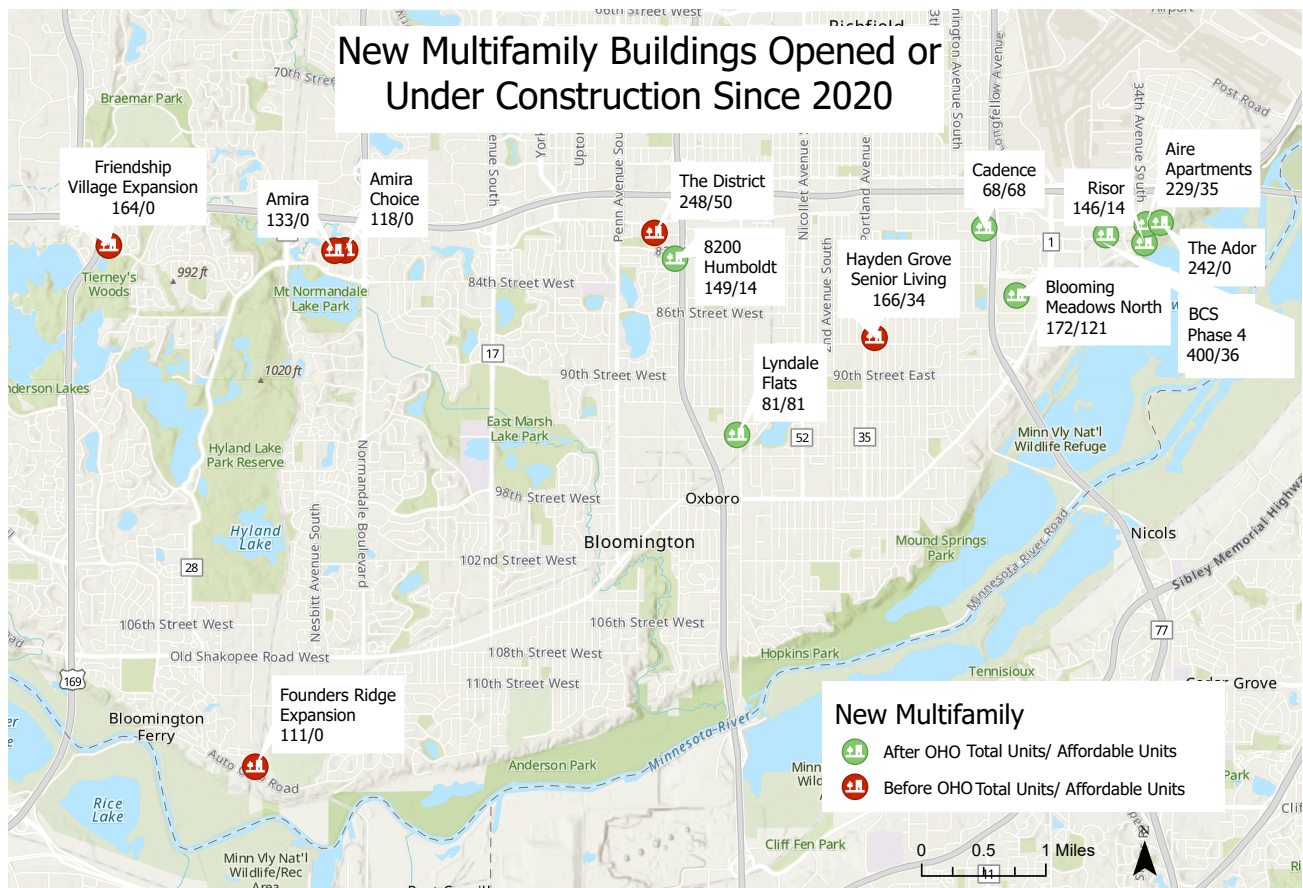 66th Street West
Richfield
Airport
New Multifamily Buildings Opened or
Under Construction Since 2020
70th Street
Post Road
Braemar Park
34th Avenue South
Nicollet Avenue
Portland Avenue
Penn Avenue
2nd Avenue South
Friendship
Village Expansion
164/0
Amira
133/0
Amira
Choice
118/0
The District
248/50
Cadence
68/68
Risor
146/14
Aire
Apartments
229/35
8200
Humboldt
149/14
Hayden Grove
Senior Living
166/34
1
The Ador
242/0
Blooming
Meadows North
172/121
BCS
Phase 4
400/36
Tierney's
Woods
992 ft
Mt Normandale
Lake Park
84th Street West
86th Street West
17
1020 ft
90th Street West
90th Street East
Lyndale
Flats
81/81
East Marsh
Lake Park
52
35
Minn Vly Nat'l
Wildlife Refuge
Hyland Lake
Park Reserve
Normandale Boulevard
98th Street West
Oxboro
Hyland
Lake
Nesbitt Avenue South
Bloomington
Mound Springs
Park
Minnesota River Road
Nicols
Sibley Memorial
102nd Street West
28
106th Street West
106th Street West
77
Old Shakopee Road West
108th Street West
Hopkins Park
110th Street West
Tennisioux
169
Cedar Grove
Founders Ridge
Expansion
111/0
Bloomington
Ferry
Minnesota River
Anderson Park
New Multifamily
After OHO Total Units/ Affordable Units
Before OHO Total Units/ Affordable Units
Rice
Lake
Cliff Fen Park
Minn Vly Nat'l
Wildlife/Rec
Area
0 0.5 1 Miles
11
N